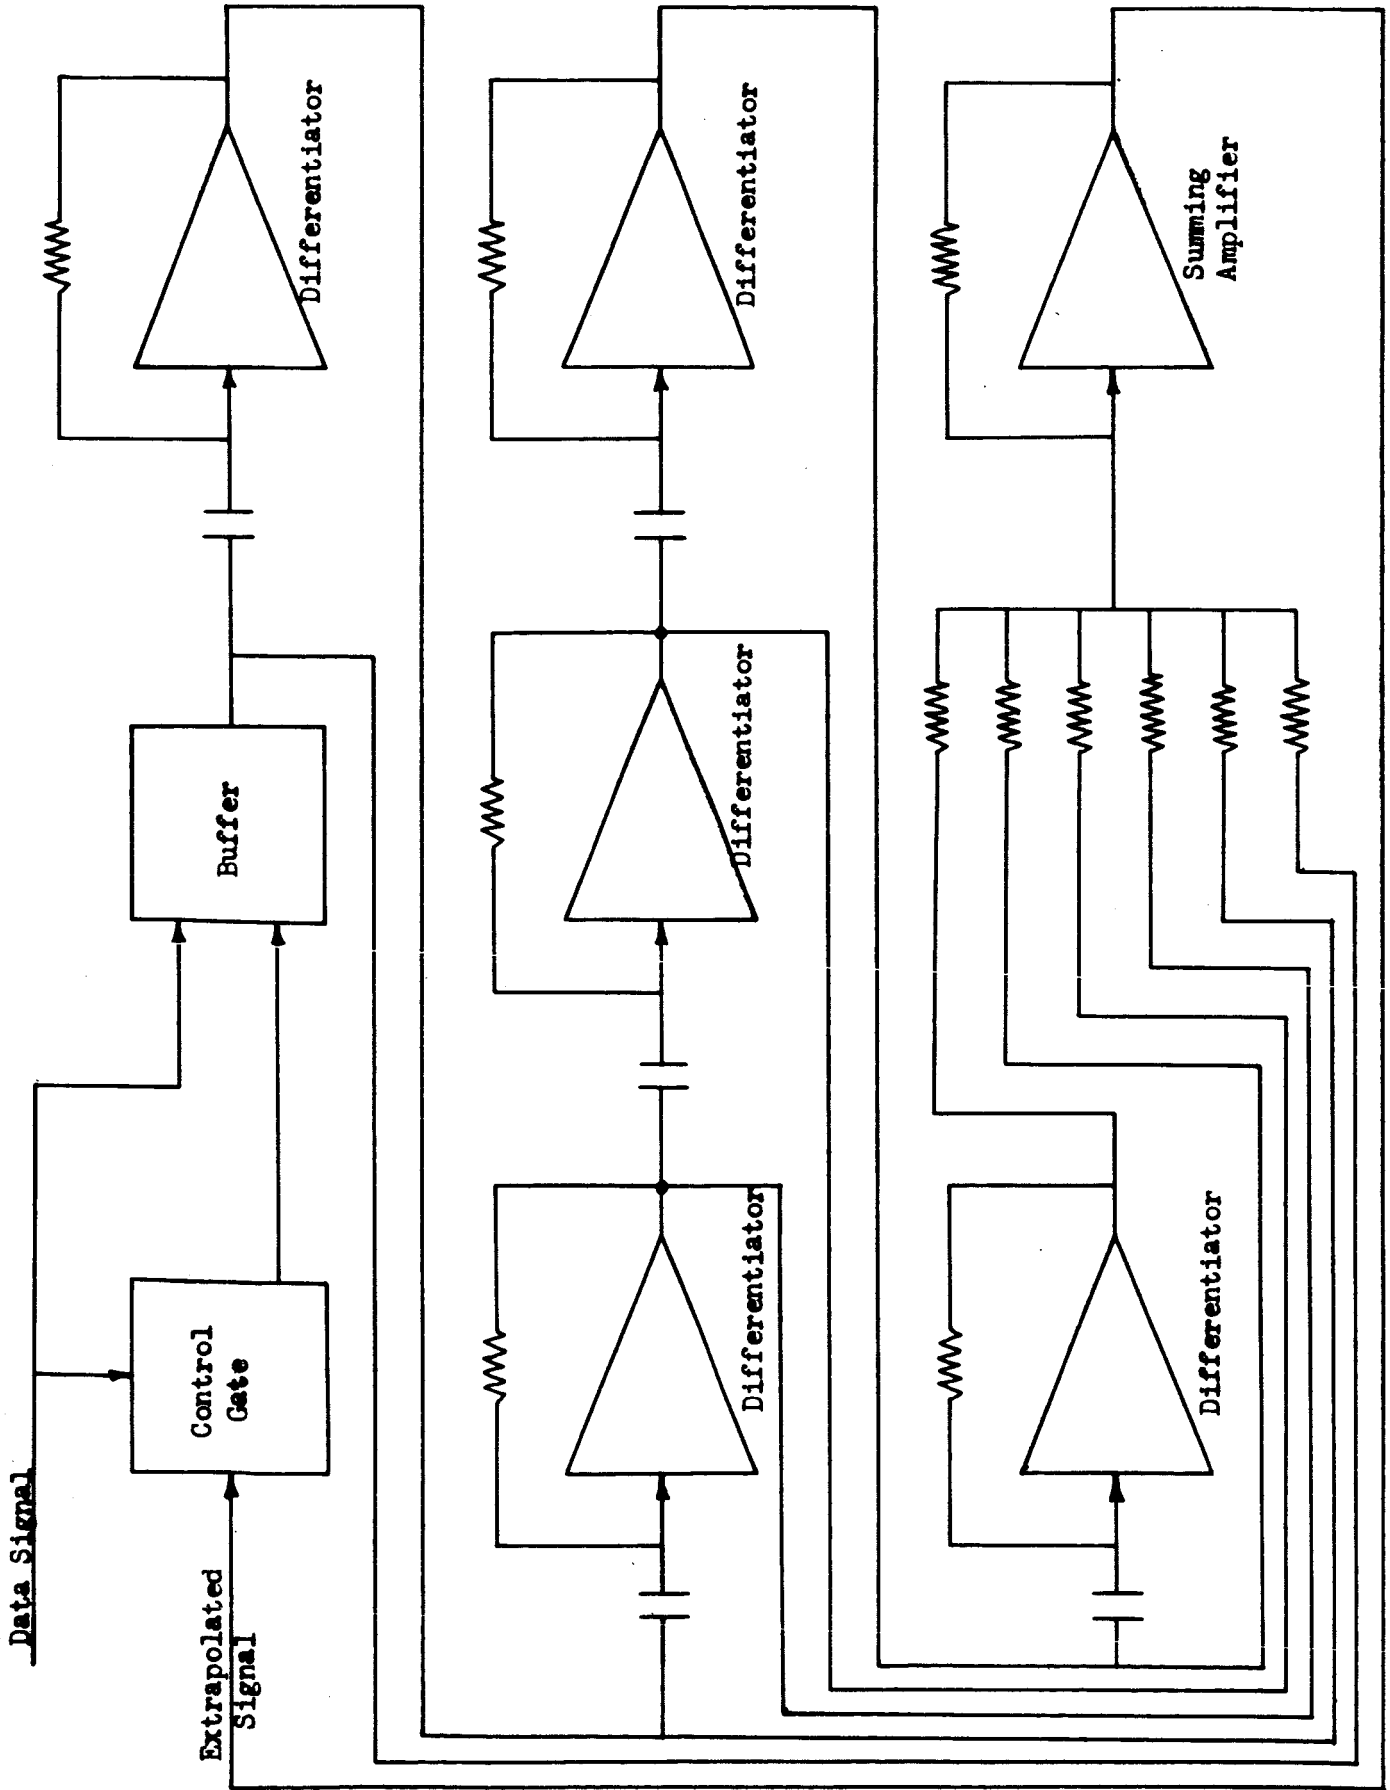 Data Signal
Extrapolated
Signal
Control
Gate
Buffer
Differentiator
Differentiator
Differentiator
Differentiator
Differentiator
Summing
Amplifier